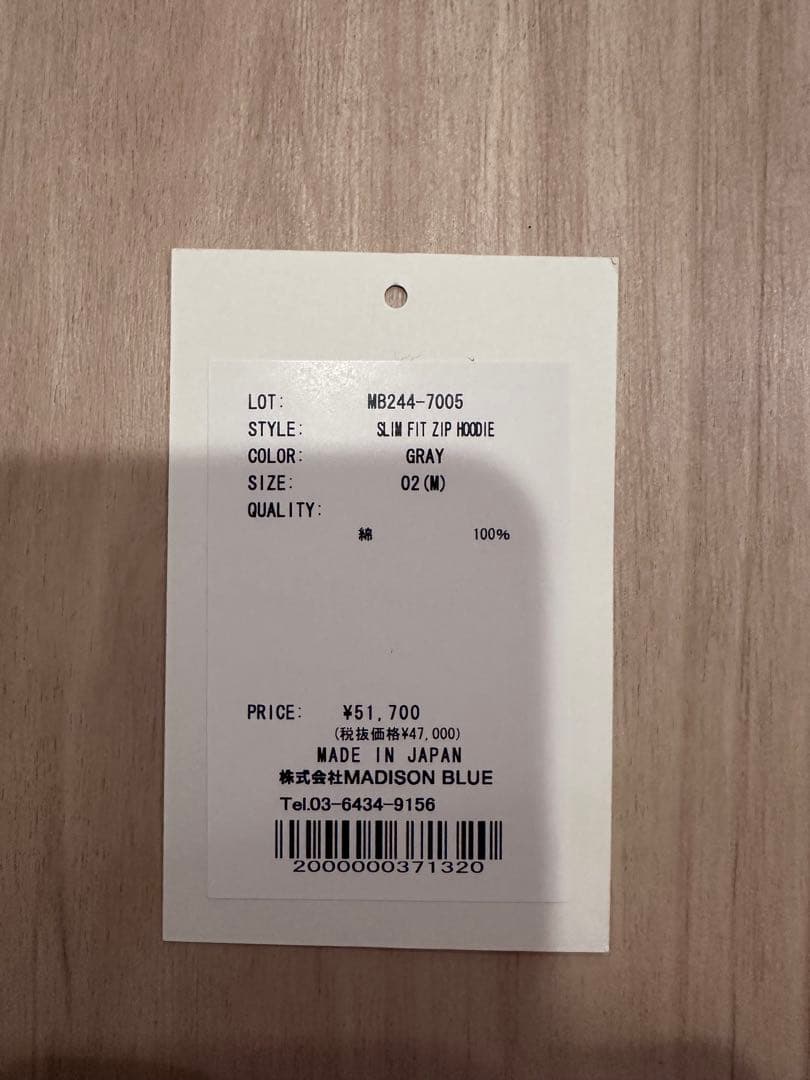 LOT: MB244-7005
STYLE: SLIM FIT ZIP HOODIE
COLOR: GRAY
SIZE: 02(M)
QUALITY:
綿 100%
PRICE: ¥51,700
(税抜価格¥47,000)
MADE IN JAPAN
株式会社MADISON BLUE
Tel.03-6434-9156
2000000371320